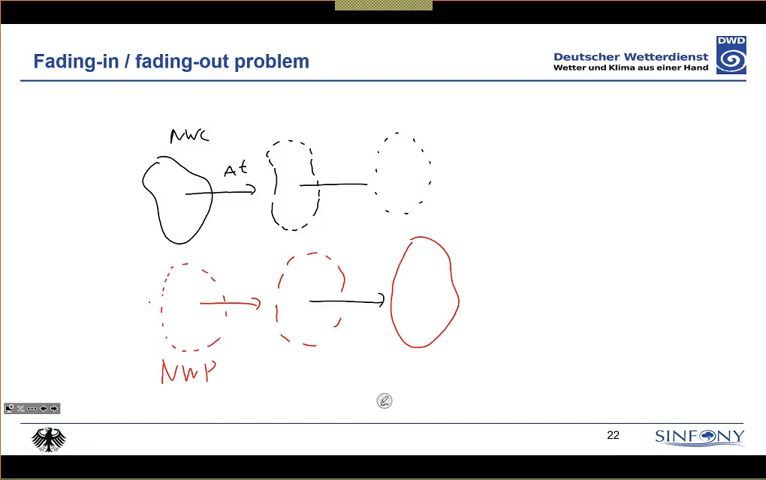 Fading-in / fading-out problem
Deutscher Wetterdienst
Wetter und Klima aus einer Hand
DWD
NWC
Δt
NWP
22
SINFONY